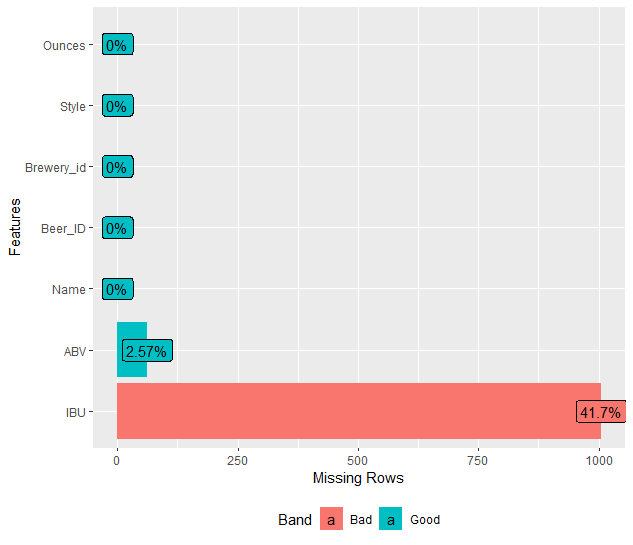 Ounces 0%
Style 0%
Brewery_id 0%
Beer_ID 0%
Name 0%
ABV 2.57%
IBU 41.7%
Features
0 250 500 750 1000
Missing Rows
Band a Bad a Good